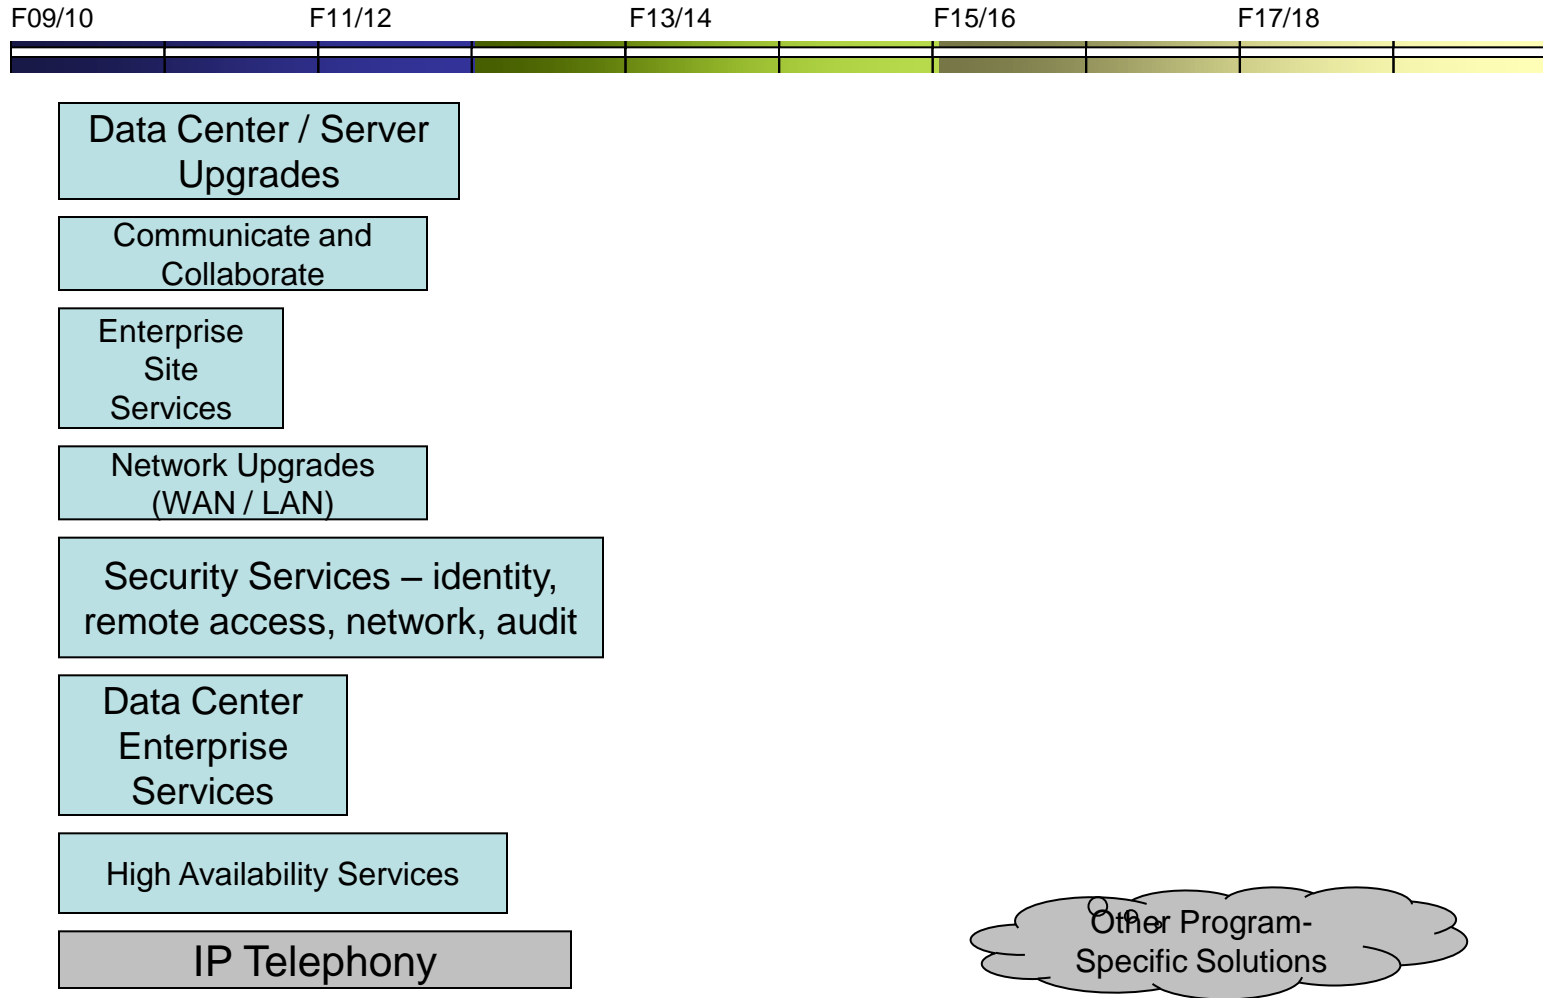 F09/10 F11/12 F13/14 F15/16 F17/18
Data Center / Server
Upgrades
Communicate and
Collaborate
Enterprise
Site
Services
Network Upgrades
(WAN / LAN)
Security Services – identity,
remote access, network, audit
Data Center
Enterprise
Services
High Availability Services
IP Telephony
Other Program-
Specific Solutions